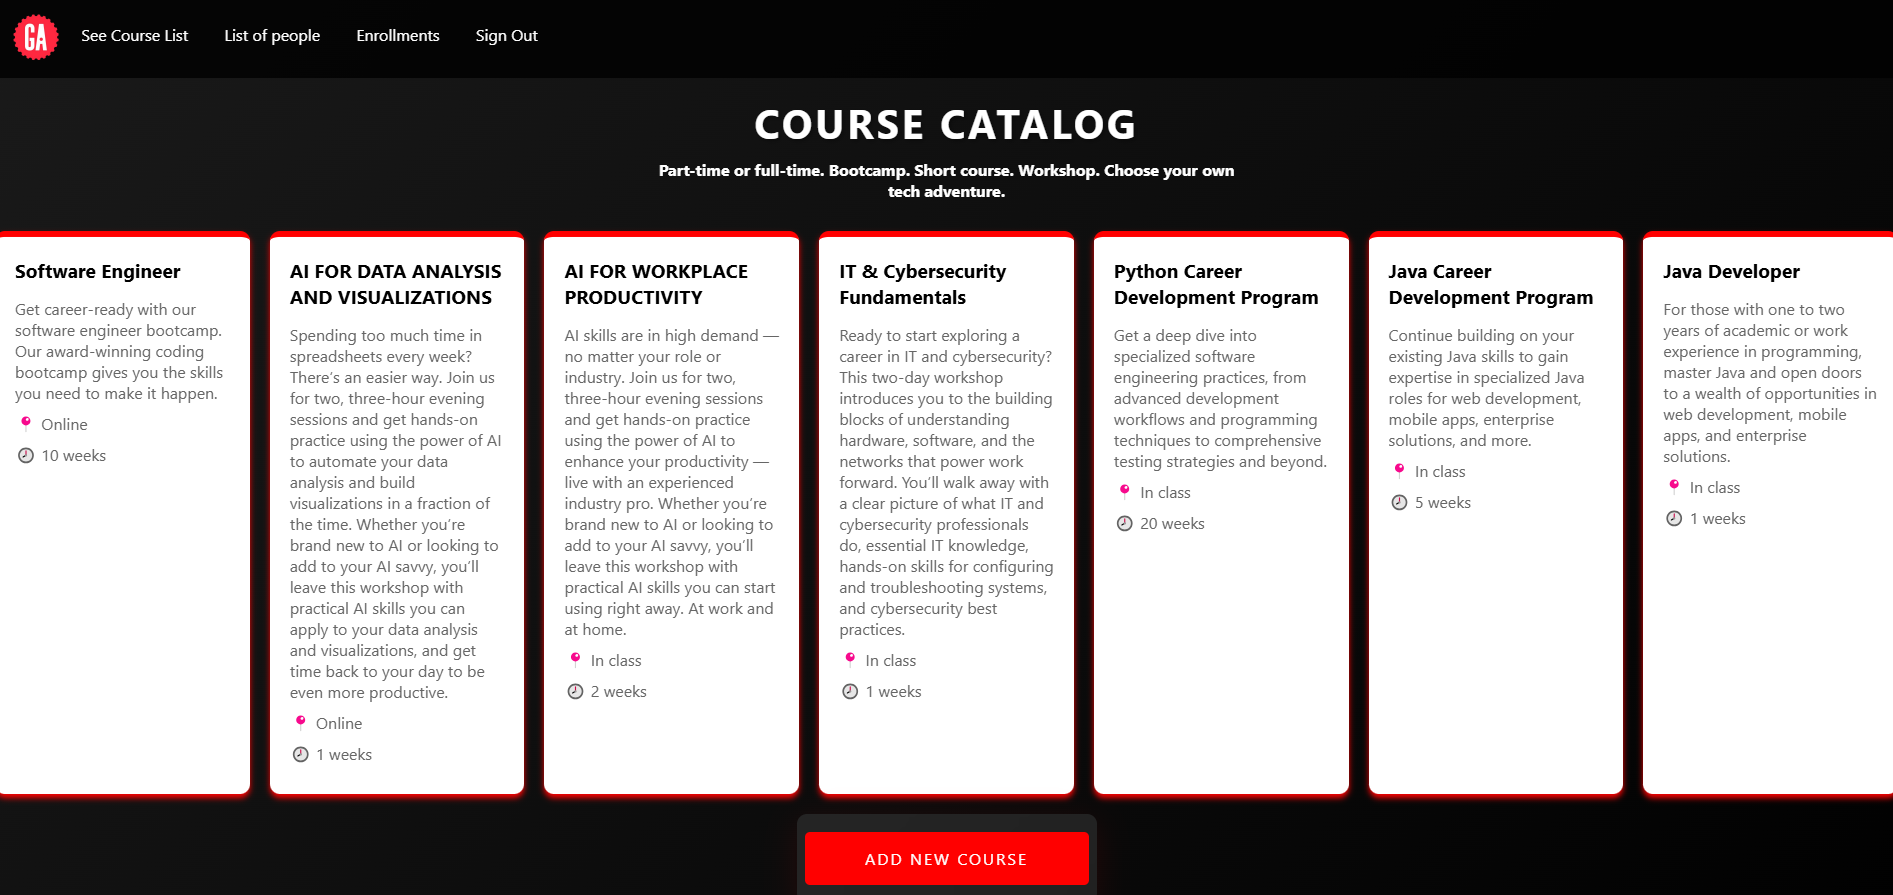 GA
See Course List
List of people
Enrollments
Sign Out
COURSE CATALOG
Part-time or full-time. Bootcamp. Short course. Workshop. Choose your own
tech adventure.
Software Engineer
Get career-ready with our
software engineer bootcamp.
Our award-winning coding
bootcamp gives you the skills
you need to make it happen.
Online
10 weeks
AI FOR DATA ANALYSIS
AND VISUALIZATIONS
Spending too much time in
spreadsheets every week?
There’s an easier way. Join us
for two, three-hour evening
sessions and get hands-on
practice using the power of AI
to automate your data
analysis and build
visualizations in a fraction of
the time. Whether you’re
brand new to AI or looking to
add to your AI savvy, you’ll
leave this workshop with
practical AI skills you can
apply to your data analysis
and visualizations, and get
time back to your day to be
even more productive.
Online
1 weeks
AI FOR WORKPLACE
PRODUCTIVITY
AI skills are in high demand —
no matter your role or
industry. Join us for two,
three-hour evening sessions
and get hands-on practice
using the power of AI to
enhance your productivity —
live with an experienced
industry pro. Whether you’re
brand new to AI or looking to
add to your AI savvy, you’ll
leave this workshop with
practical AI skills you can start
using right away. At work and
at home.
In class
2 weeks
IT & Cybersecurity
Fundamentals
Ready to start exploring a
career in IT and cybersecurity?
This two-day workshop
introduces you to the building
blocks of understanding
hardware, software, and the
networks that power work
forward. You’ll walk away with
a clear picture of what IT and
cybersecurity professionals
do, essential IT knowledge,
hands-on skills for configuring
and troubleshooting systems,
and cybersecurity best
practices.
In class
1 weeks
Python Career
Development Program
Get a deep dive into
specialized software
engineering practices, from
advanced development
workflows and programming
techniques to comprehensive
testing strategies and beyond.
In class
20 weeks
Java Career
Development Program
Continue building on your
existing Java skills to gain
expertise in specialized Java
roles for web development,
mobile apps, enterprise
solutions, and more.
In class
5 weeks
Java Developer
For those with one to two
years of academic or work
experience in programming,
master Java and open doors
to a wealth of opportunities in
web development, mobile
apps, and enterprise
solutions.
In class
1 weeks
ADD NEW COURSE